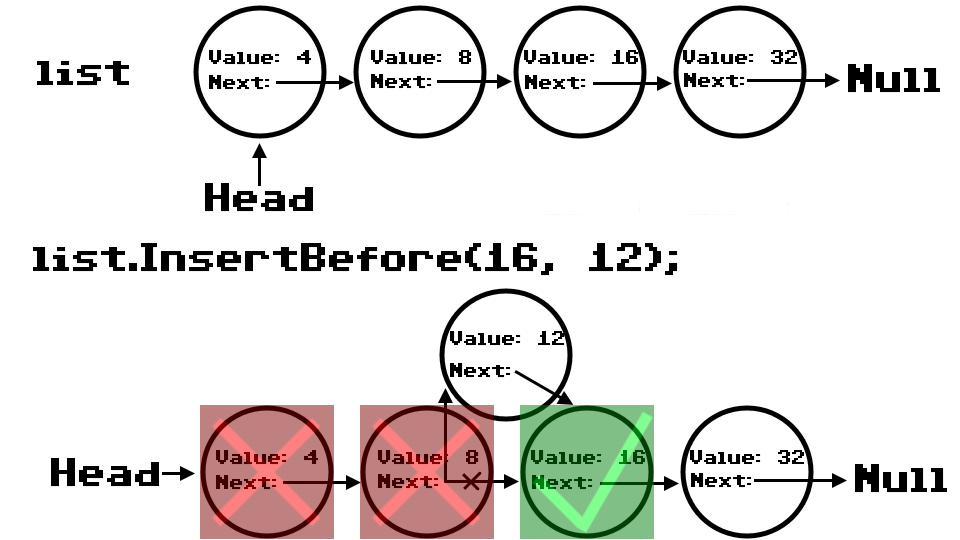 list
Value: 4
Next:
Value: 8
Next:
Value: 16
Next:
Value: 32
Next:
Null
Head
list.InsertBefore(16, 12);
Value: 12
Next:
Head
Value: 4
Next:
Value: 8
Next:
Value: 16
Next:
Value: 32
Next:
Null